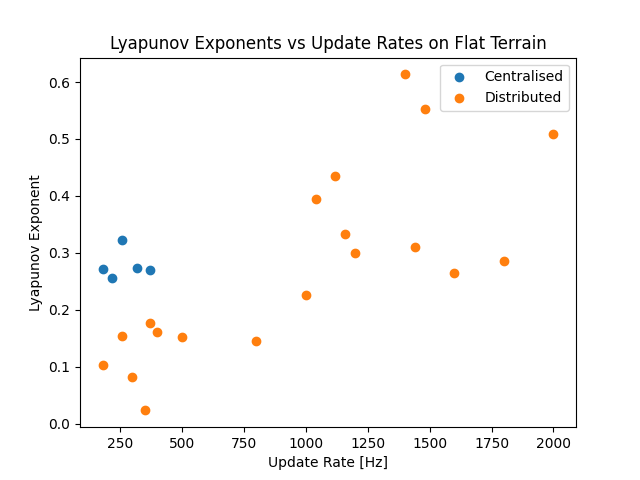 Lyapunov Exponents vs Update Rates on Flat Terrain
Centralised
Distributed
0.6
0.5
0.4
0.3
0.2
0.1
0.0
Lyapunov Exponent
250 500 750 1000 1250 1500 1750 2000
Update Rate [Hz]